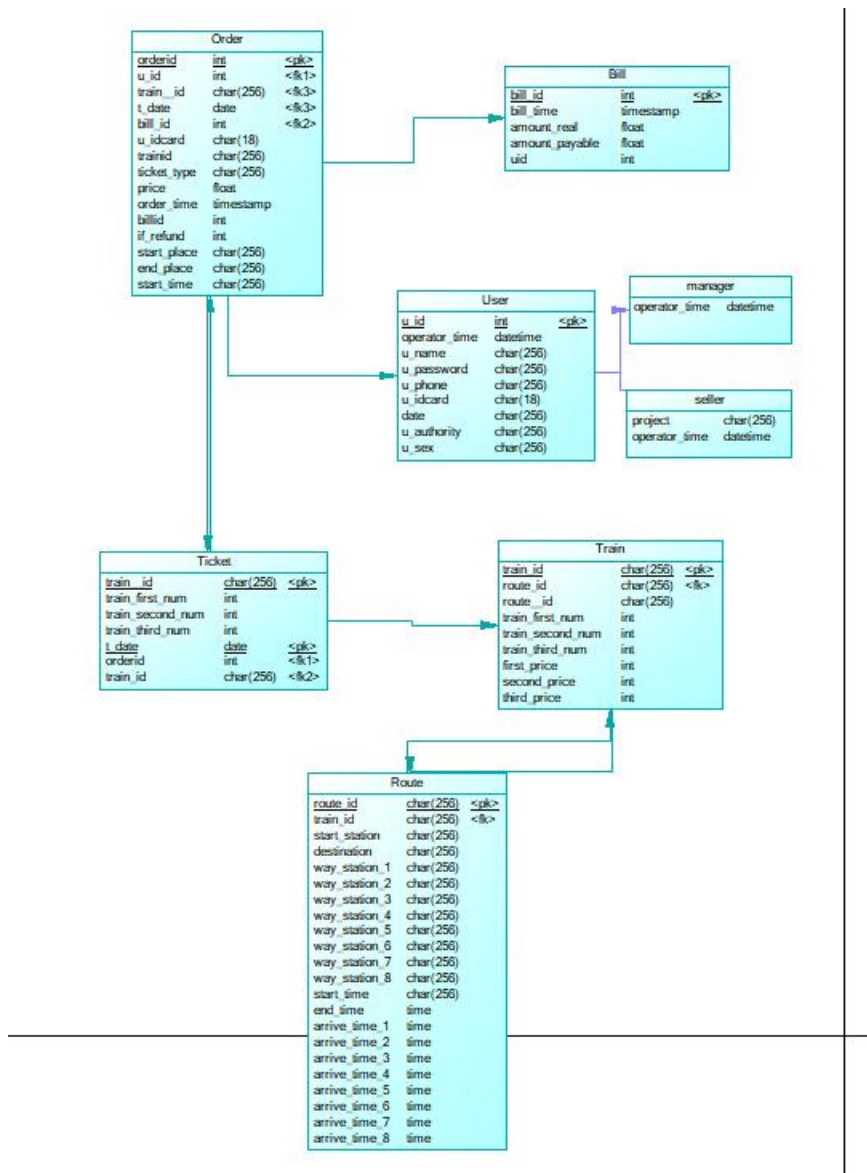 Order
orderid int <pk>
u_id int <fk1>
train__id char(256) <fk3>
t_date date <fk3>
bill_id int <fk2>
u_idcard char(18)
trainid char(256)
ticket_type char(256)
price float
order_time timestamp
billid int
if_refund int
start_place char(256)
end_place char(256)
start_time char(256)
Bill
bill_id int <pk>
bill_time timestamp
amount_real float
amount_payable float
uid int
User
u_id int <pk>
operator_time datetime
u_name char(256)
u_password char(256)
u_phone char(256)
u_idcard char(18)
date char(256)
u_authority char(256)
u_sex char(256)
manager
operator_time datetime
seller
project char(256)
operator_time datetime
Ticket
train__id char(256) <pk>
train_first_num int
train_second_num int
train_third_num int
t_date date <pk>
orderid int <fk1>
train_id char(256) <fk2>
Train
train_id char(256) <pk>
route_id char(256) <fk>
route__id char(256)
train_first_num int
train_second_num int
train_third_num int
first_price int
second_price int
third_price int
Route
route_id char(256) <pk>
train_id char(256) <fk>
start_station char(256)
destination char(256)
way_station_1 char(256)
way_station_2 char(256)
way_station_3 char(256)
way_station_4 char(256)
way_station_5 char(256)
way_station_6 char(256)
way_station_7 char(256)
way_station_8 char(256)
start_time char(256)
end_time time
arrive_time_1 time
arrive_time_2 time
arrive_time_3 time
arrive_time_4 time
arrive_time_5 time
arrive_time_6 time
arrive_time_7 time
arrive_time_8 time